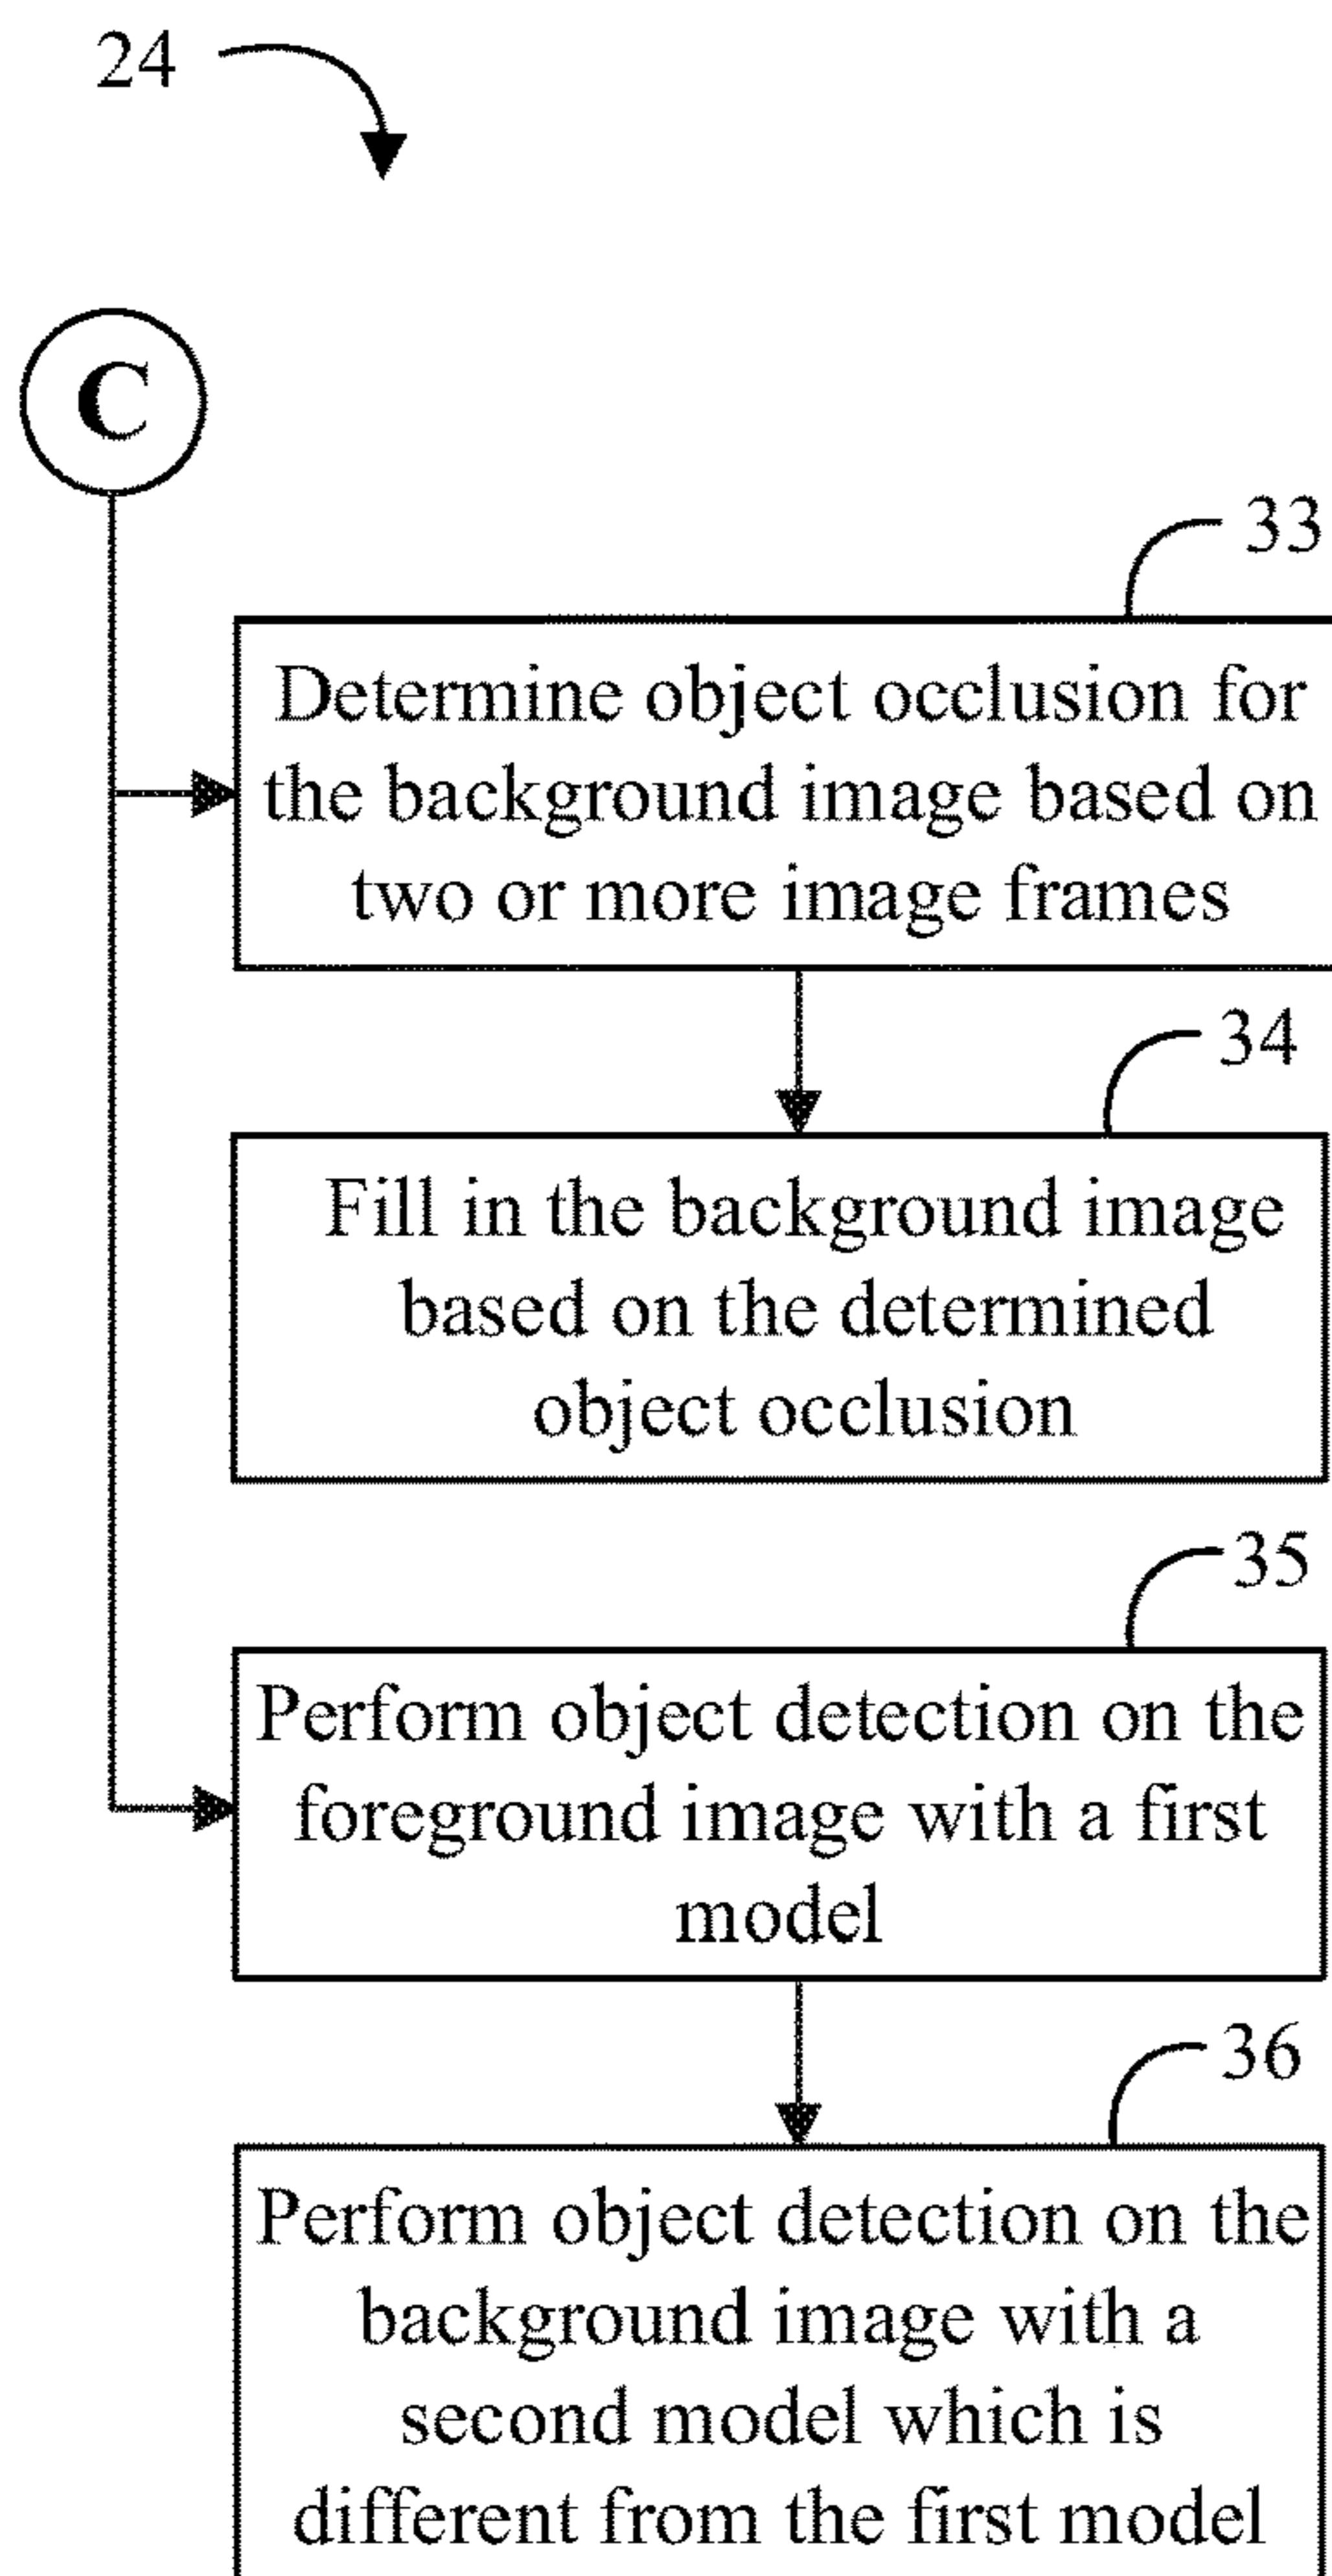 24
C
33
Determine object occlusion for
the background image based on
two or more image frames
34
Fill in the background image
based on the determined
object occlusion
35
Perform object detection on the
foreground image with a first
model
36
Perform object detection on the
background image with a
second model which is
different from the first model